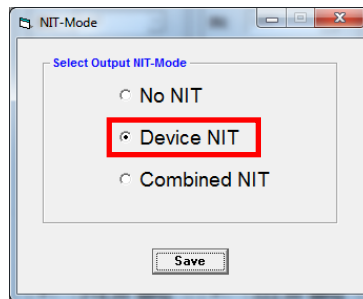 NIT-Mode
Select Output NIT-Mode
No NIT
Device NIT
Combined NIT
Save